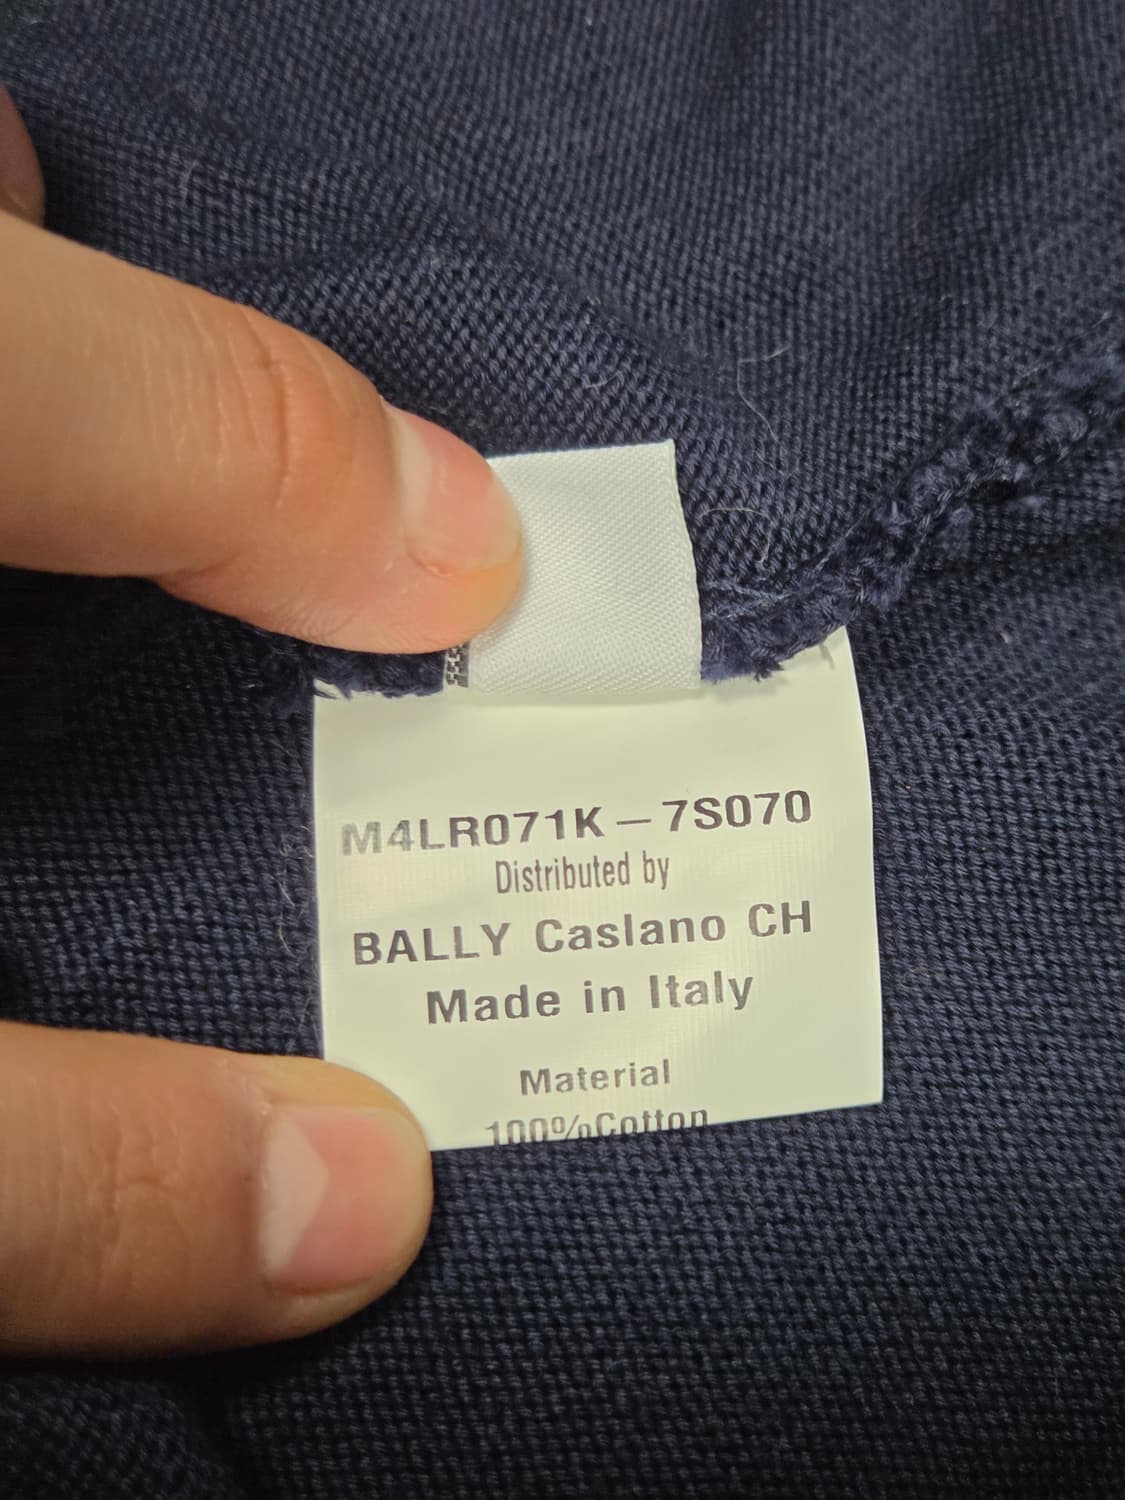 M4LR071K – 7S070
Distributed by
BALLY Caslano CH
Made in Italy
Material
100%Cotton